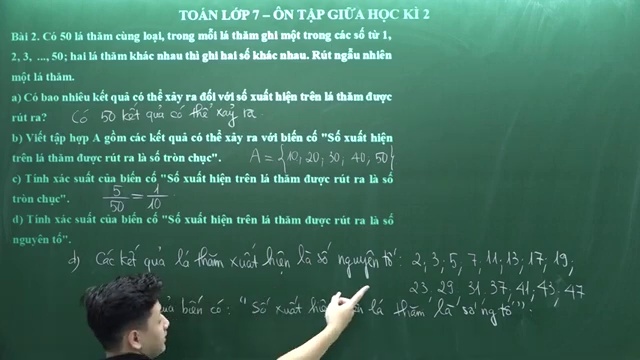 TOÁN LỚP 7 – ÔN TẬP GIỮA HỌC KÌ 2
Bài 2. Có 50 lá thăm cùng loại, trong mỗi lá thăm ghi một trong các số từ 1,
2, 3, ..., 50; hai lá thăm khác nhau thì ghi hai số khác nhau. Rút ngẫu nhiên
một lá thăm.
a) Có bao nhiêu kết quả có thể xảy ra đối với số xuất hiện trên lá thăm được
rút ra? Có 50 kết quả có thể xảy ra.
b) Viết tập hợp A gồm các kết quả có thể xảy ra với biến cố "Số xuất hiện
trên lá thăm được rút ra là số tròn chục". A = {10; 20; 30; 40; 50}
c) Tính xác suất của biến cố "Số xuất hiện trên lá thăm được rút ra là số
tròn chục". 5/50 = 1/10
d) Tính xác suất của biến cố "Số xuất hiện trên lá thăm được rút ra là số
nguyên tố".
d) Các kết quả lá thăm xuất hiện là số nguyên tố: 2, 3; 5, 7, 11, 13; 17; 19,
23. 29. 31. 37. 41, 43, 47
của biến cố: "Số xuất hiện lá thăm là số ng tố".